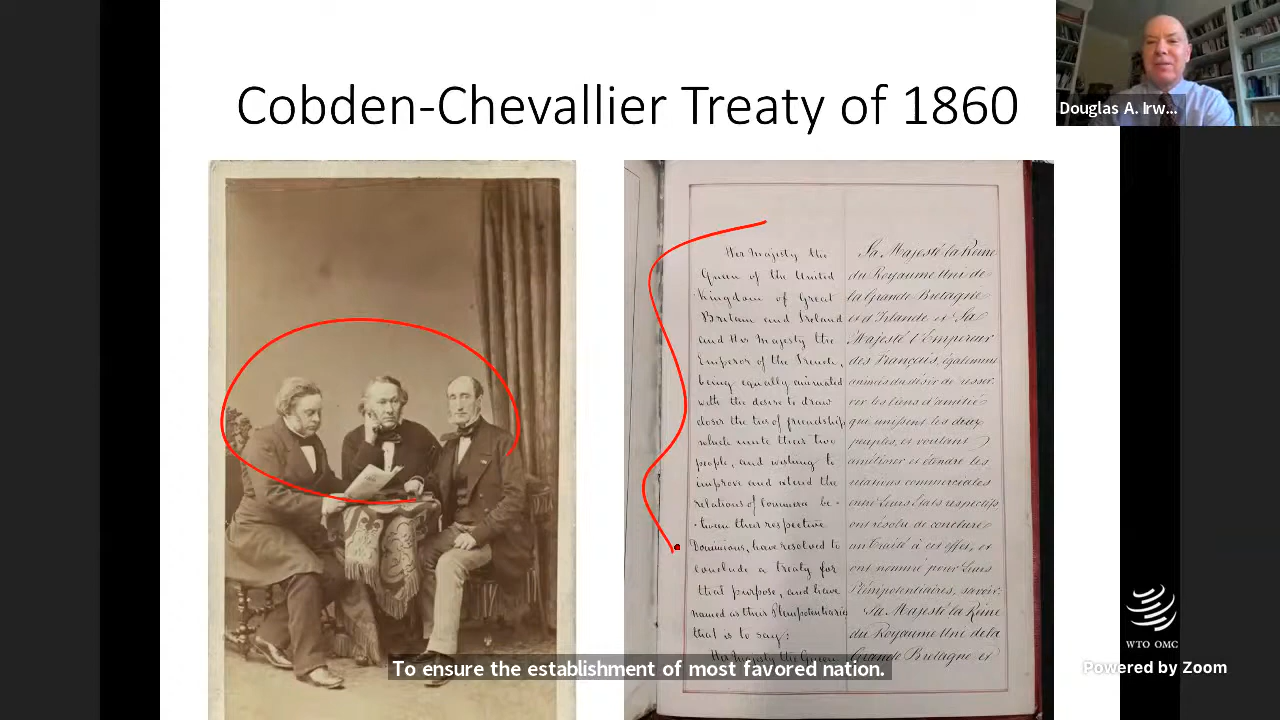 Cobden-Chevallier Treaty of 1860
Douglas A. Irw...
Her Majesty the
Queen of the United
Kingdom of Great
Britain and Ireland
and His Majesty the
Emperor of the French,
being equally animated
with the desire to draw
closer the ties of friendship
which unite their two
people, and wishing to
improve and extend the
relations of Commerce be-
-tween their respective
Dominions, have resolved to
conclude a treaty for
that purpose, and have
named as their Plenipotentiaries
that is to say:
Her Majesty the Queen
Sa Majesté la Reine
du Royaume Uni de
la Grande Bretagne
et d'Irlande et Sa
Majesté l'Empereur
des Français, également
animés du désir de resser-
rer les liens d'amitié
qui unissent les deux
peuples, et voulant
améliorer et étendre les
relations commerciales
entre leurs Etats respectifs
ont résolu de conclure
un traité à cet effet, et
ont nommé pour leurs
Plénipotentiaires, savoir:
Sa Majesté la Reine
du Royaume Uni de la
Grande Bretagne et
To ensure the establishment of most favored nation.
WTO OMC
Powered by Zoom